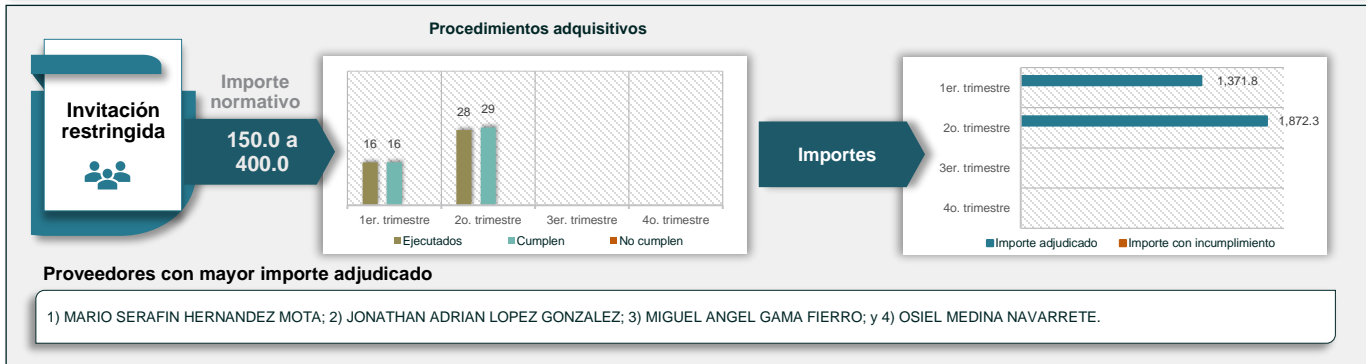 Procedimientos adquisitivos
Invitación
restringida
Importe
normativo
150.0 a
400.0
16 16
28 29
1er. trimestre 2o. trimestre 3er. trimestre 4o. trimestre
Ejecutados Cumplen No cumplen
Importes
1er. trimestre 1,371.8
2o. trimestre 1,872.3
3er. trimestre
4o. trimestre
Importe adjudicado Importe con incumplimiento
Proveedores con mayor importe adjudicado
1) MARIO SERAFIN HERNANDEZ MOTA; 2) JONATHAN ADRIAN LOPEZ GONZALEZ; 3) MIGUEL ANGEL GAMA FIERRO; y 4) OSIEL MEDINA NAVARRETE.